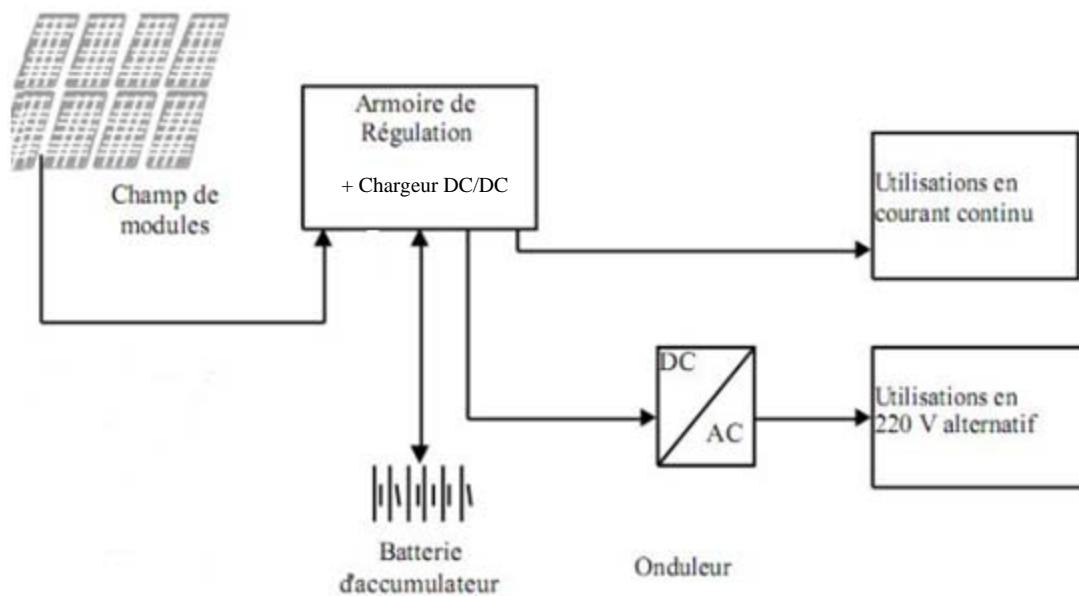 Champ de
modules
Armoire de
Régulation
+ Chargeur DC/DC
Utilisations en
courant continu
DC
AC
Utilisations en
220 V alternatif
Batterie
d'accumulateur
Onduleur